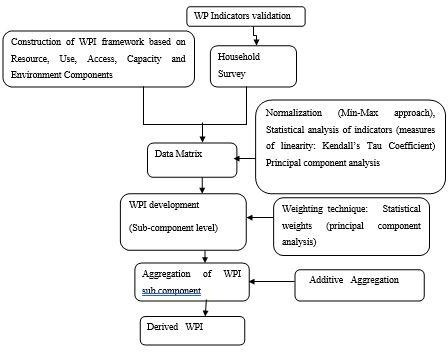 WP Indicators validation
Construction of WPI framework based on
Resource, Use, Access, Capacity and
Environment Components
Household
Survey
Normalization (Min-Max approach),
Statistical analysis of indicators (measures
of linearity: Kendall's Tau Coefficient)
Principal component analysis
Data Matrix
WPI development
(Sub-component level)
Weighting technique: Statistical
weights (principal component
analysis)
Aggregation of WPI
sub component
Additive Aggregation
Derived WPI